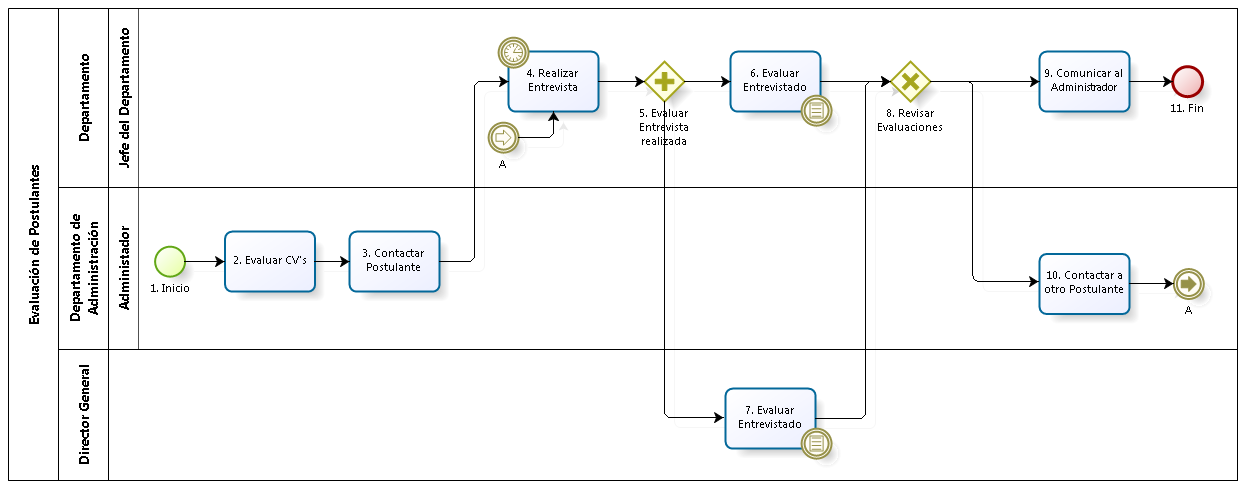 Evaluación de Postulantes
Departamento
Jefe del Departamento
4. Realizar
Entrevista
A
5. Evaluar
Entrevista
realizada
6. Evaluar
Entrevistado
8. Revisar
Evaluaciones
9. Comunicar al
Administrador
11. Fin
Departamento de
Administración
Administador
1. Inicio
2. Evaluar CV's
3. Contactar
Postulante
10. Contactar a
otro Postulante
A
Director General
7. Evaluar
Entrevistado